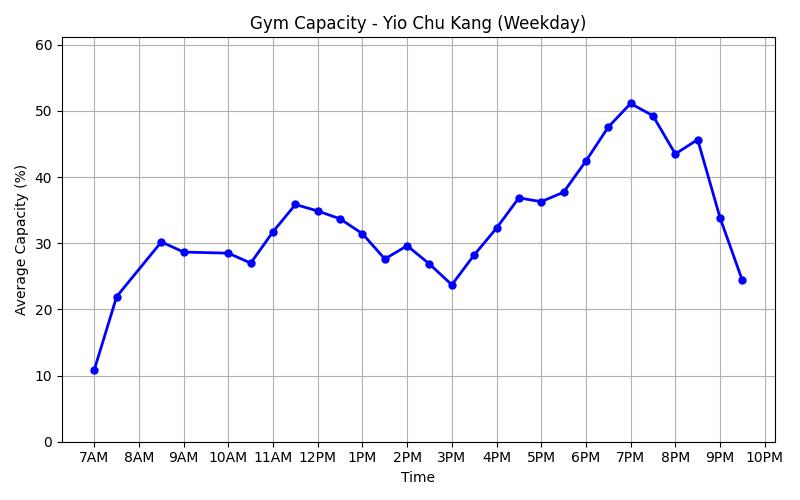 Gym Capacity - Yio Chu Kang (Weekday)
60
50
40
30
20
10
0
Average Capacity (%)
7AM 8AM 9AM 10AM 11AM 12PM 1PM 2PM 3PM 4PM 5PM 6PM 7PM 8PM 9PM 10PM
Time